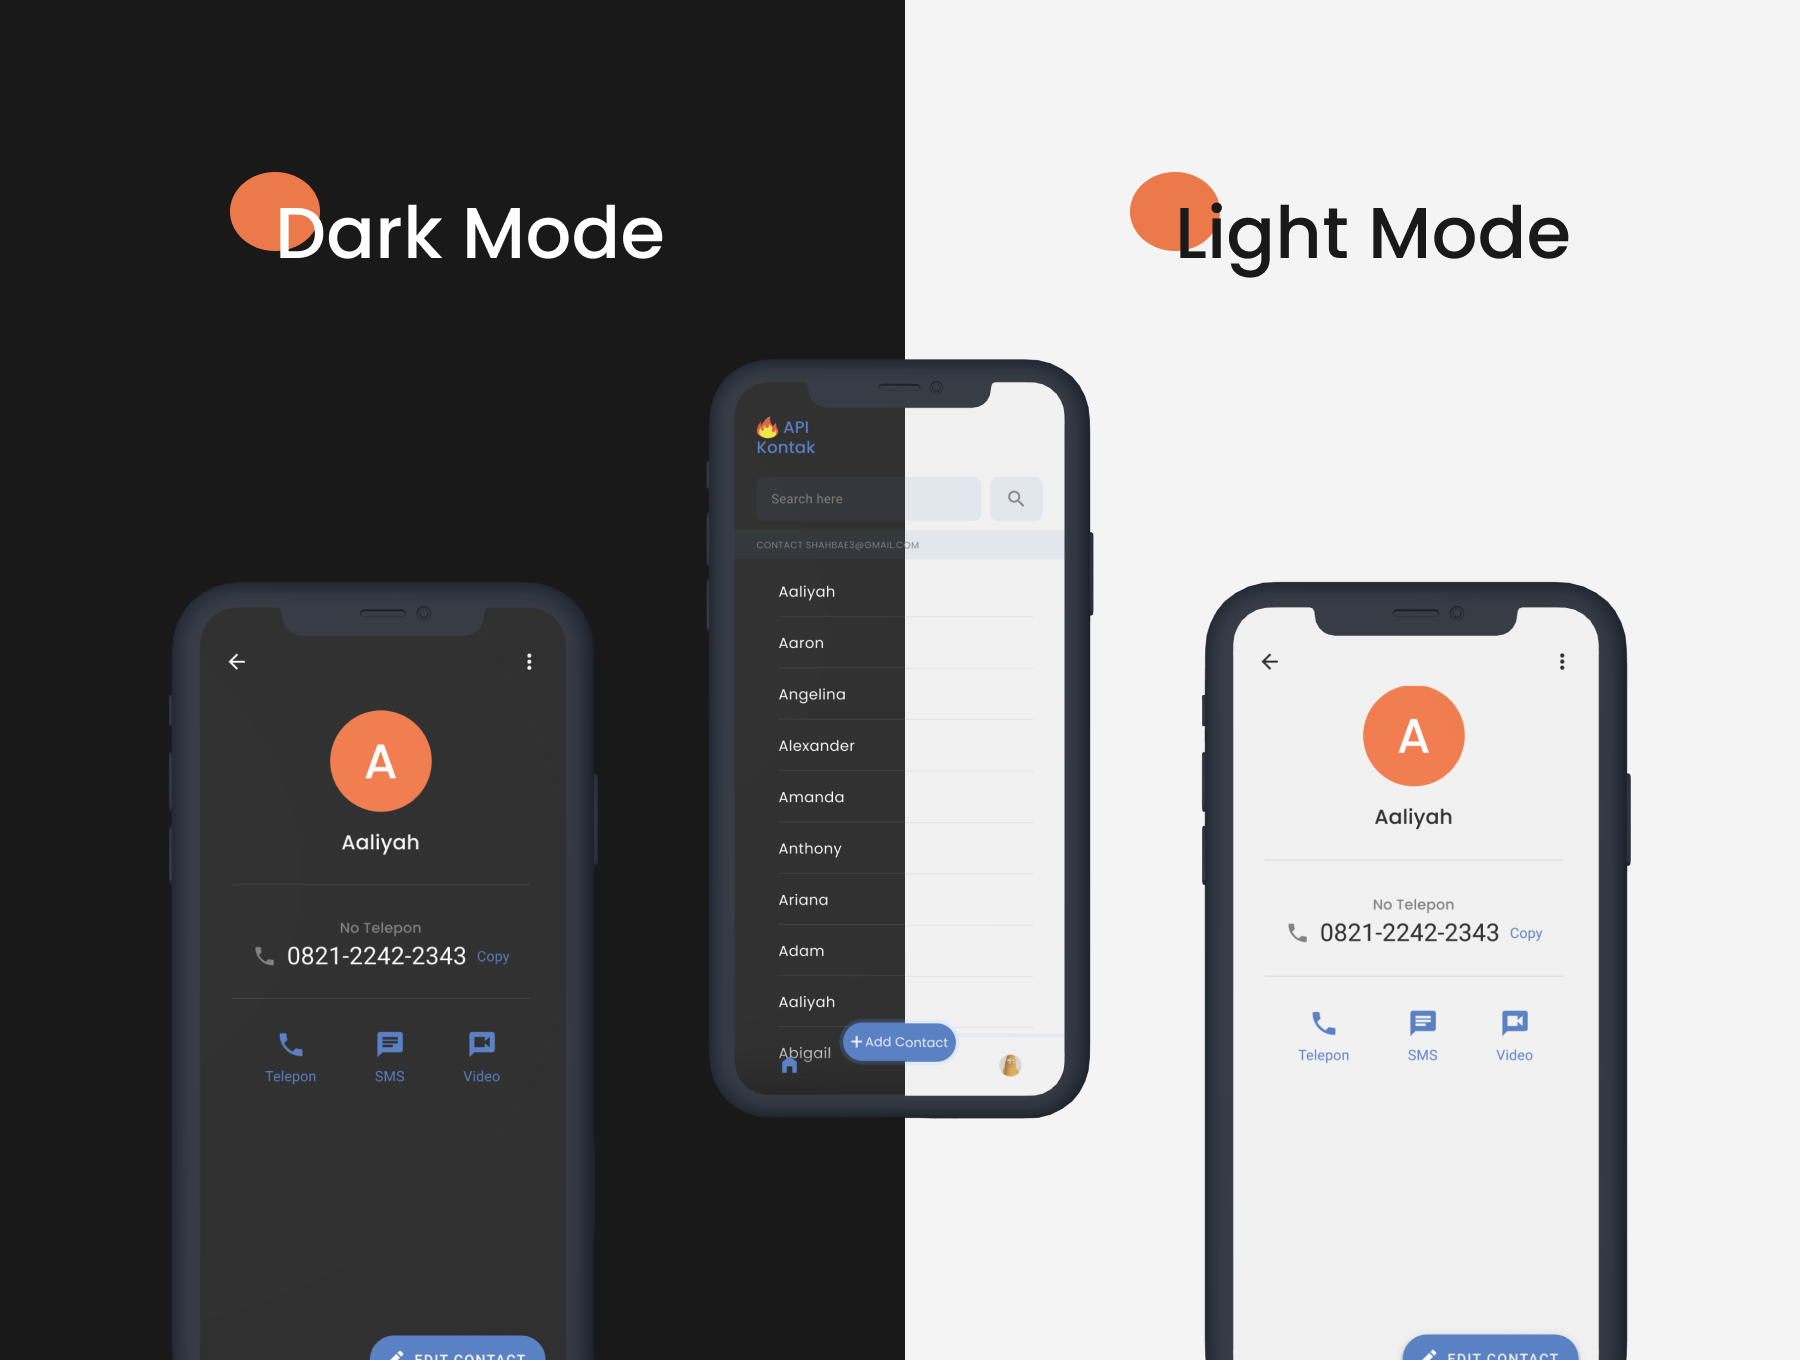 Dark Mode
Light Mode
API
Kontak
Search here
CONTACT SHAHBAE3@GMAIL.COM
Aaliyah
Aaron
Angelina
Alexander
Amanda
Anthony
Ariana
Adam
Aaliyah
Abigail
+ Add Contact
A
Aaliyah
No Telepon
0821-2242-2343 Copy
Telepon SMS Video
EDIT CONTACT
A
Aaliyah
No Telepon
0821-2242-2343 Copy
Telepon SMS Video
EDIT CONTACT